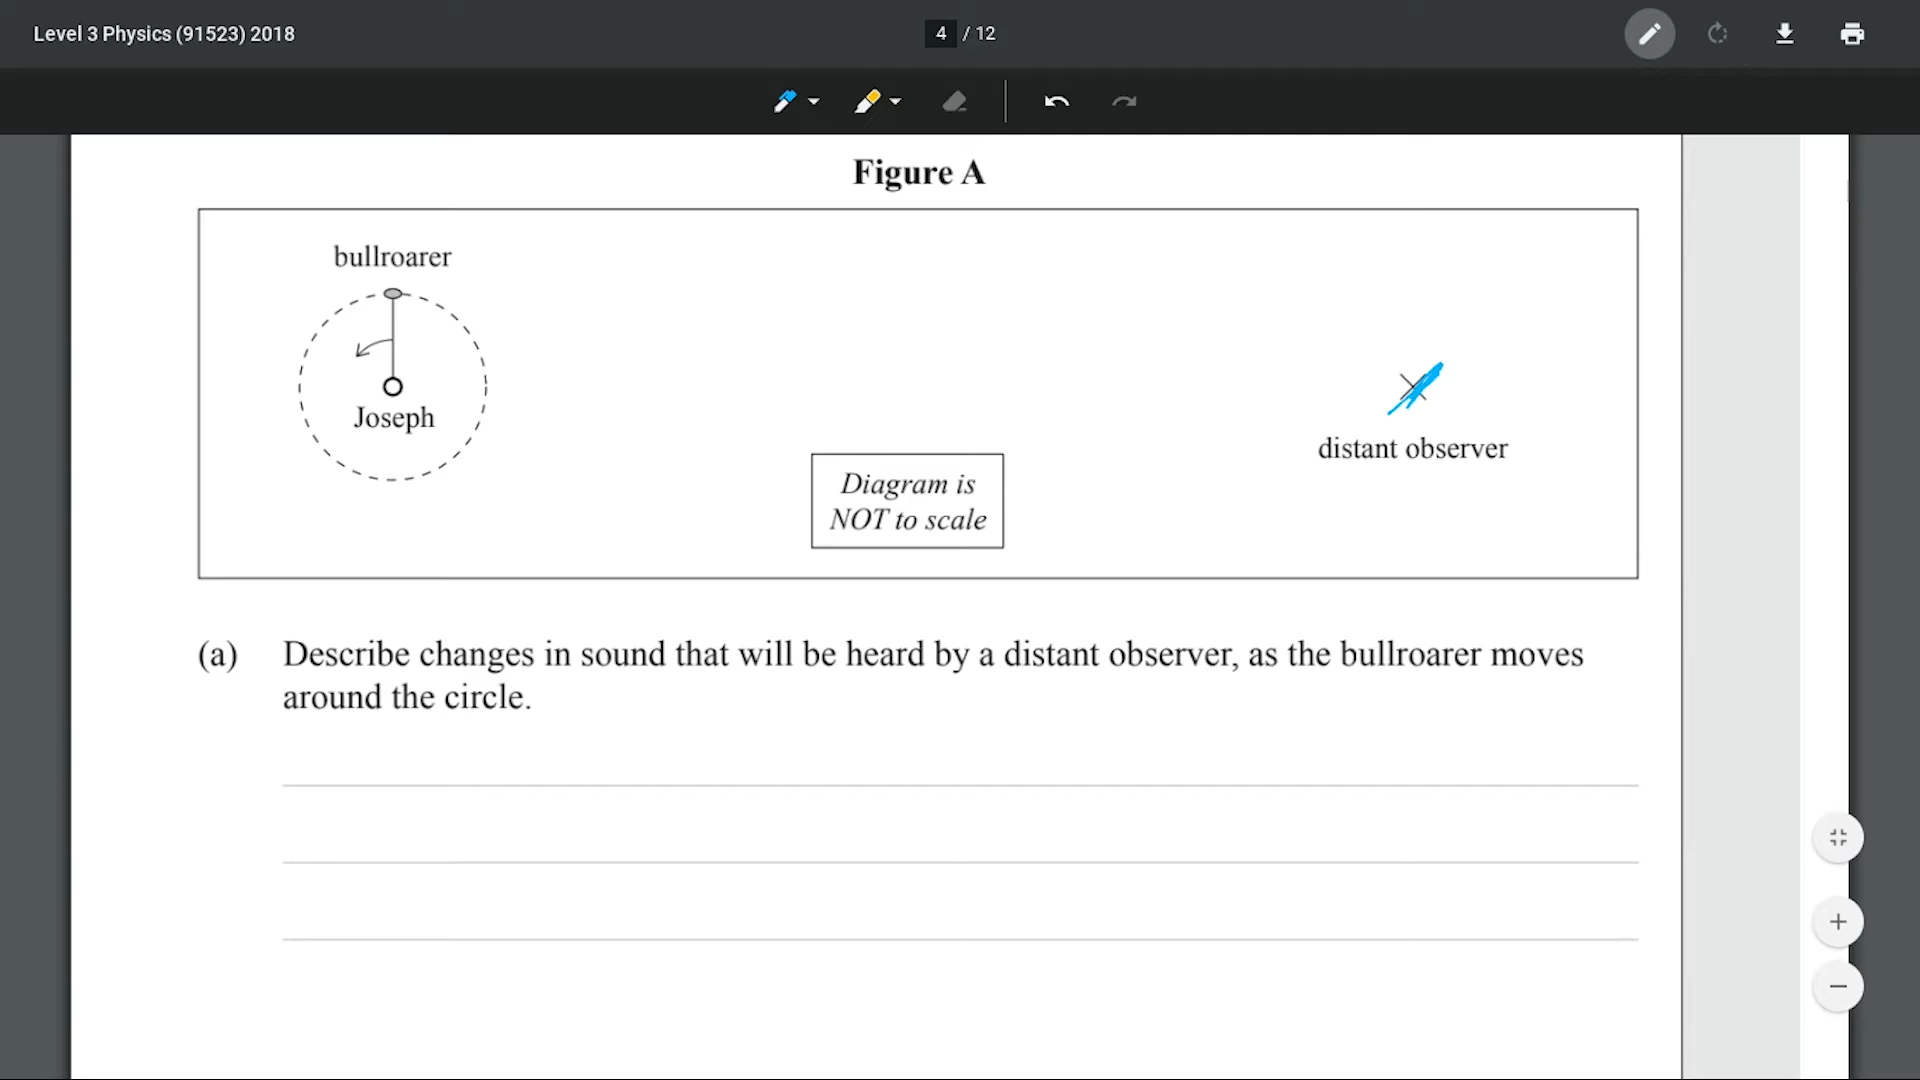 Level 3 Physics (91523) 2018
4 / 12
Figure A
bullroarer
Joseph
distant observer
Diagram is
NOT to scale
(a) Describe changes in sound that will be heard by a distant observer, as the bullroarer moves
around the circle.